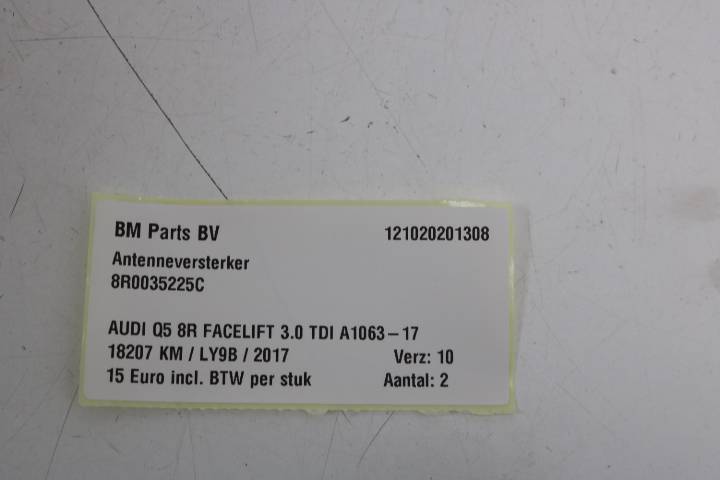 BM Parts BV 121020201308
Antenneversterker
8R0035225C
AUDI Q5 8R FACELIFT 3.0 TDI A1063-17
18207 KM / LY9B / 2017 Verz: 10
15 Euro incl. BTW per stuk Aantal: 2